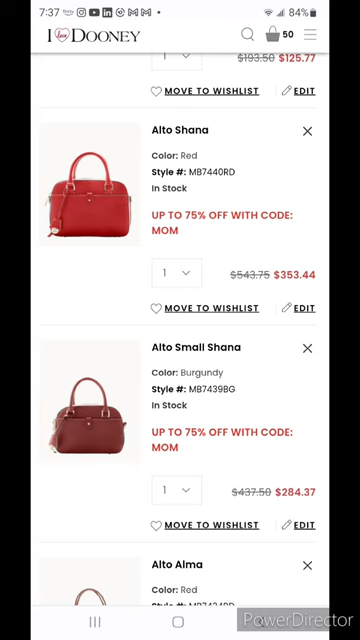 7:37 84%
I love DOONEY 50
1 $193.50 $125.77
MOVE TO WISHLIST EDIT
Alto Shana
Color: Red
Style #: MB7440RD
In Stock
UP TO 75% OFF WITH CODE:
MOM
1 $543.75 $353.44
MOVE TO WISHLIST EDIT
Alto Small Shana
Color: Burgundy
Style #: MB7439BG
In Stock
UP TO 75% OFF WITH CODE:
MOM
1 $437.50 $284.37
MOVE TO WISHLIST EDIT
Alto Alma
Color: Red
PowerDirector